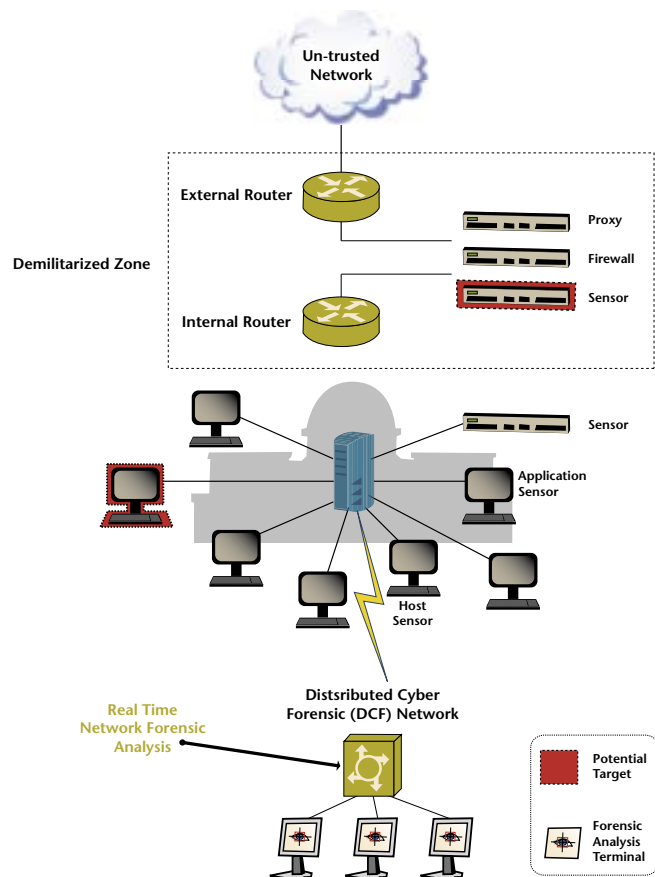 Un-trusted
Network
External Router
Proxy
Firewall
Demilitarized Zone
Sensor
Internal Router
Sensor
Application
Sensor
Host
Sensor
Distsributed Cyber
Forensic (DCF) Network
Real Time
Network Forensic
Analysis
Potential
Target
Forensic
Analysis
Terminal